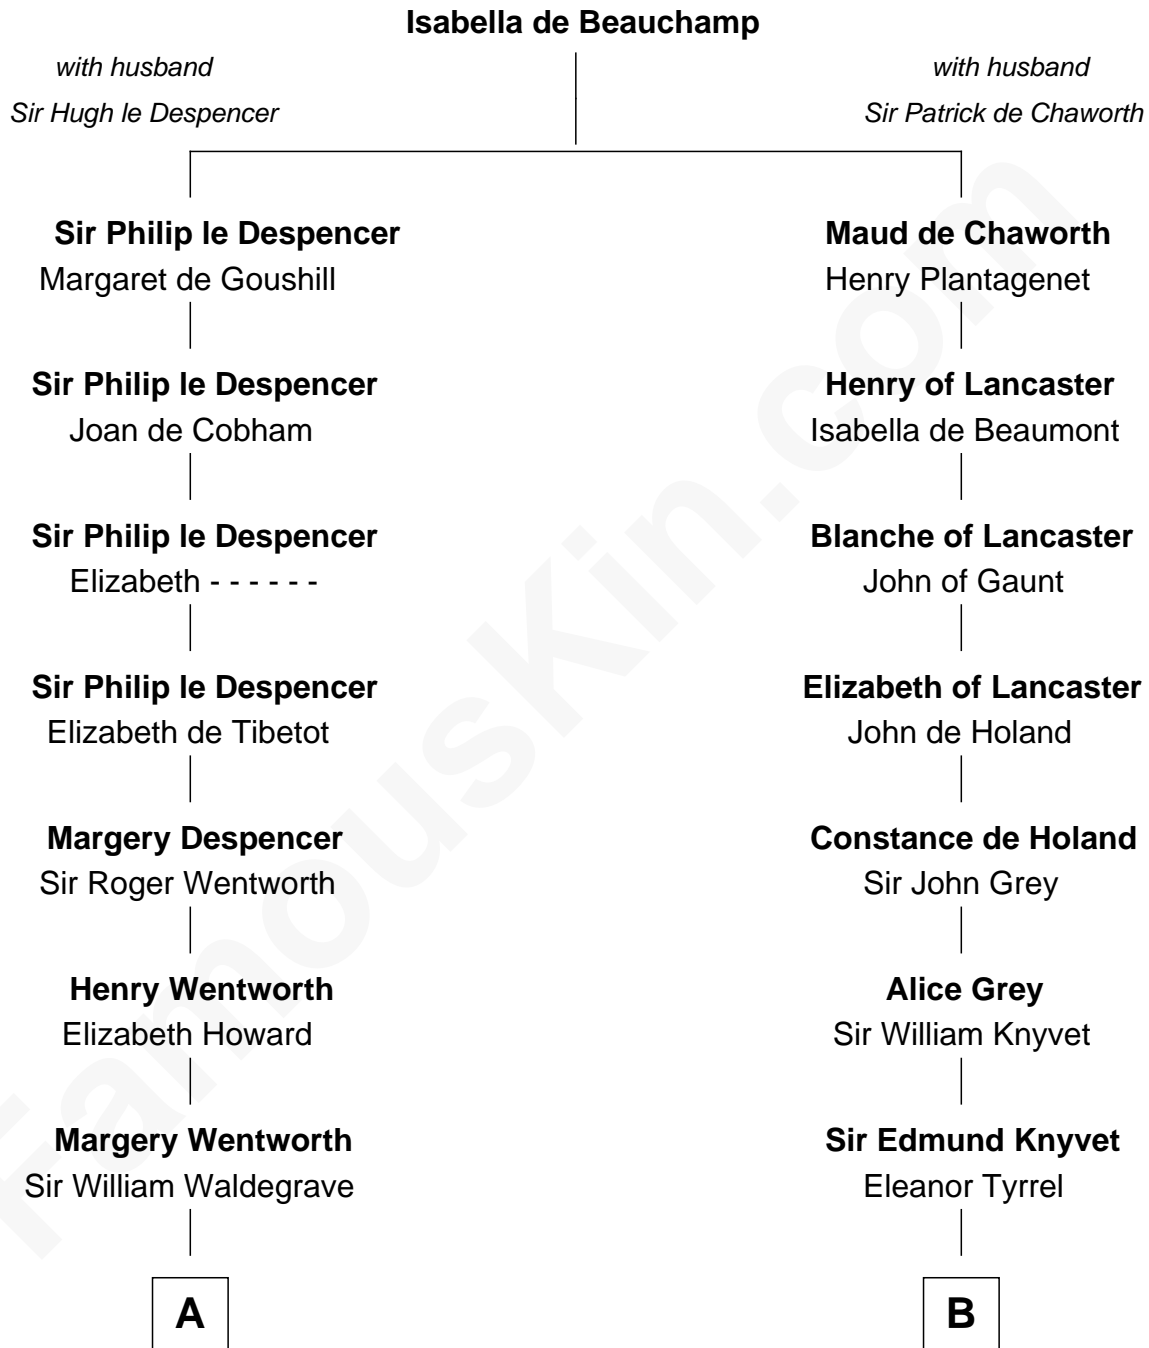 Isabella de Beauchamp
with husband
Sir Hugh le Despencer
with husband
Sir Patrick de Chaworth
Sir Philip le Despencer
Margaret de Goushill
Sir Philip le Despencer
Joan de Cobham
Sir Philip le Despencer
Elizabeth - - - - - -
Sir Philip le Despencer
Elizabeth de Tibetot
Margery Despencer
Sir Roger Wentworth
Henry Wentworth
Elizabeth Howard
Margery Wentworth
Sir William Waldegrave
A
Maud de Chaworth
Henry Plantagenet
Henry of Lancaster
Isabella de Beaumont
Blanche of Lancaster
John of Gaunt
Elizabeth of Lancaster
John de Holand
Constance de Holand
Sir John Grey
Alice Grey
Sir William Knyvet
Sir Edmund Knyvet
Eleanor Tyrrel
B
FamousKin.com